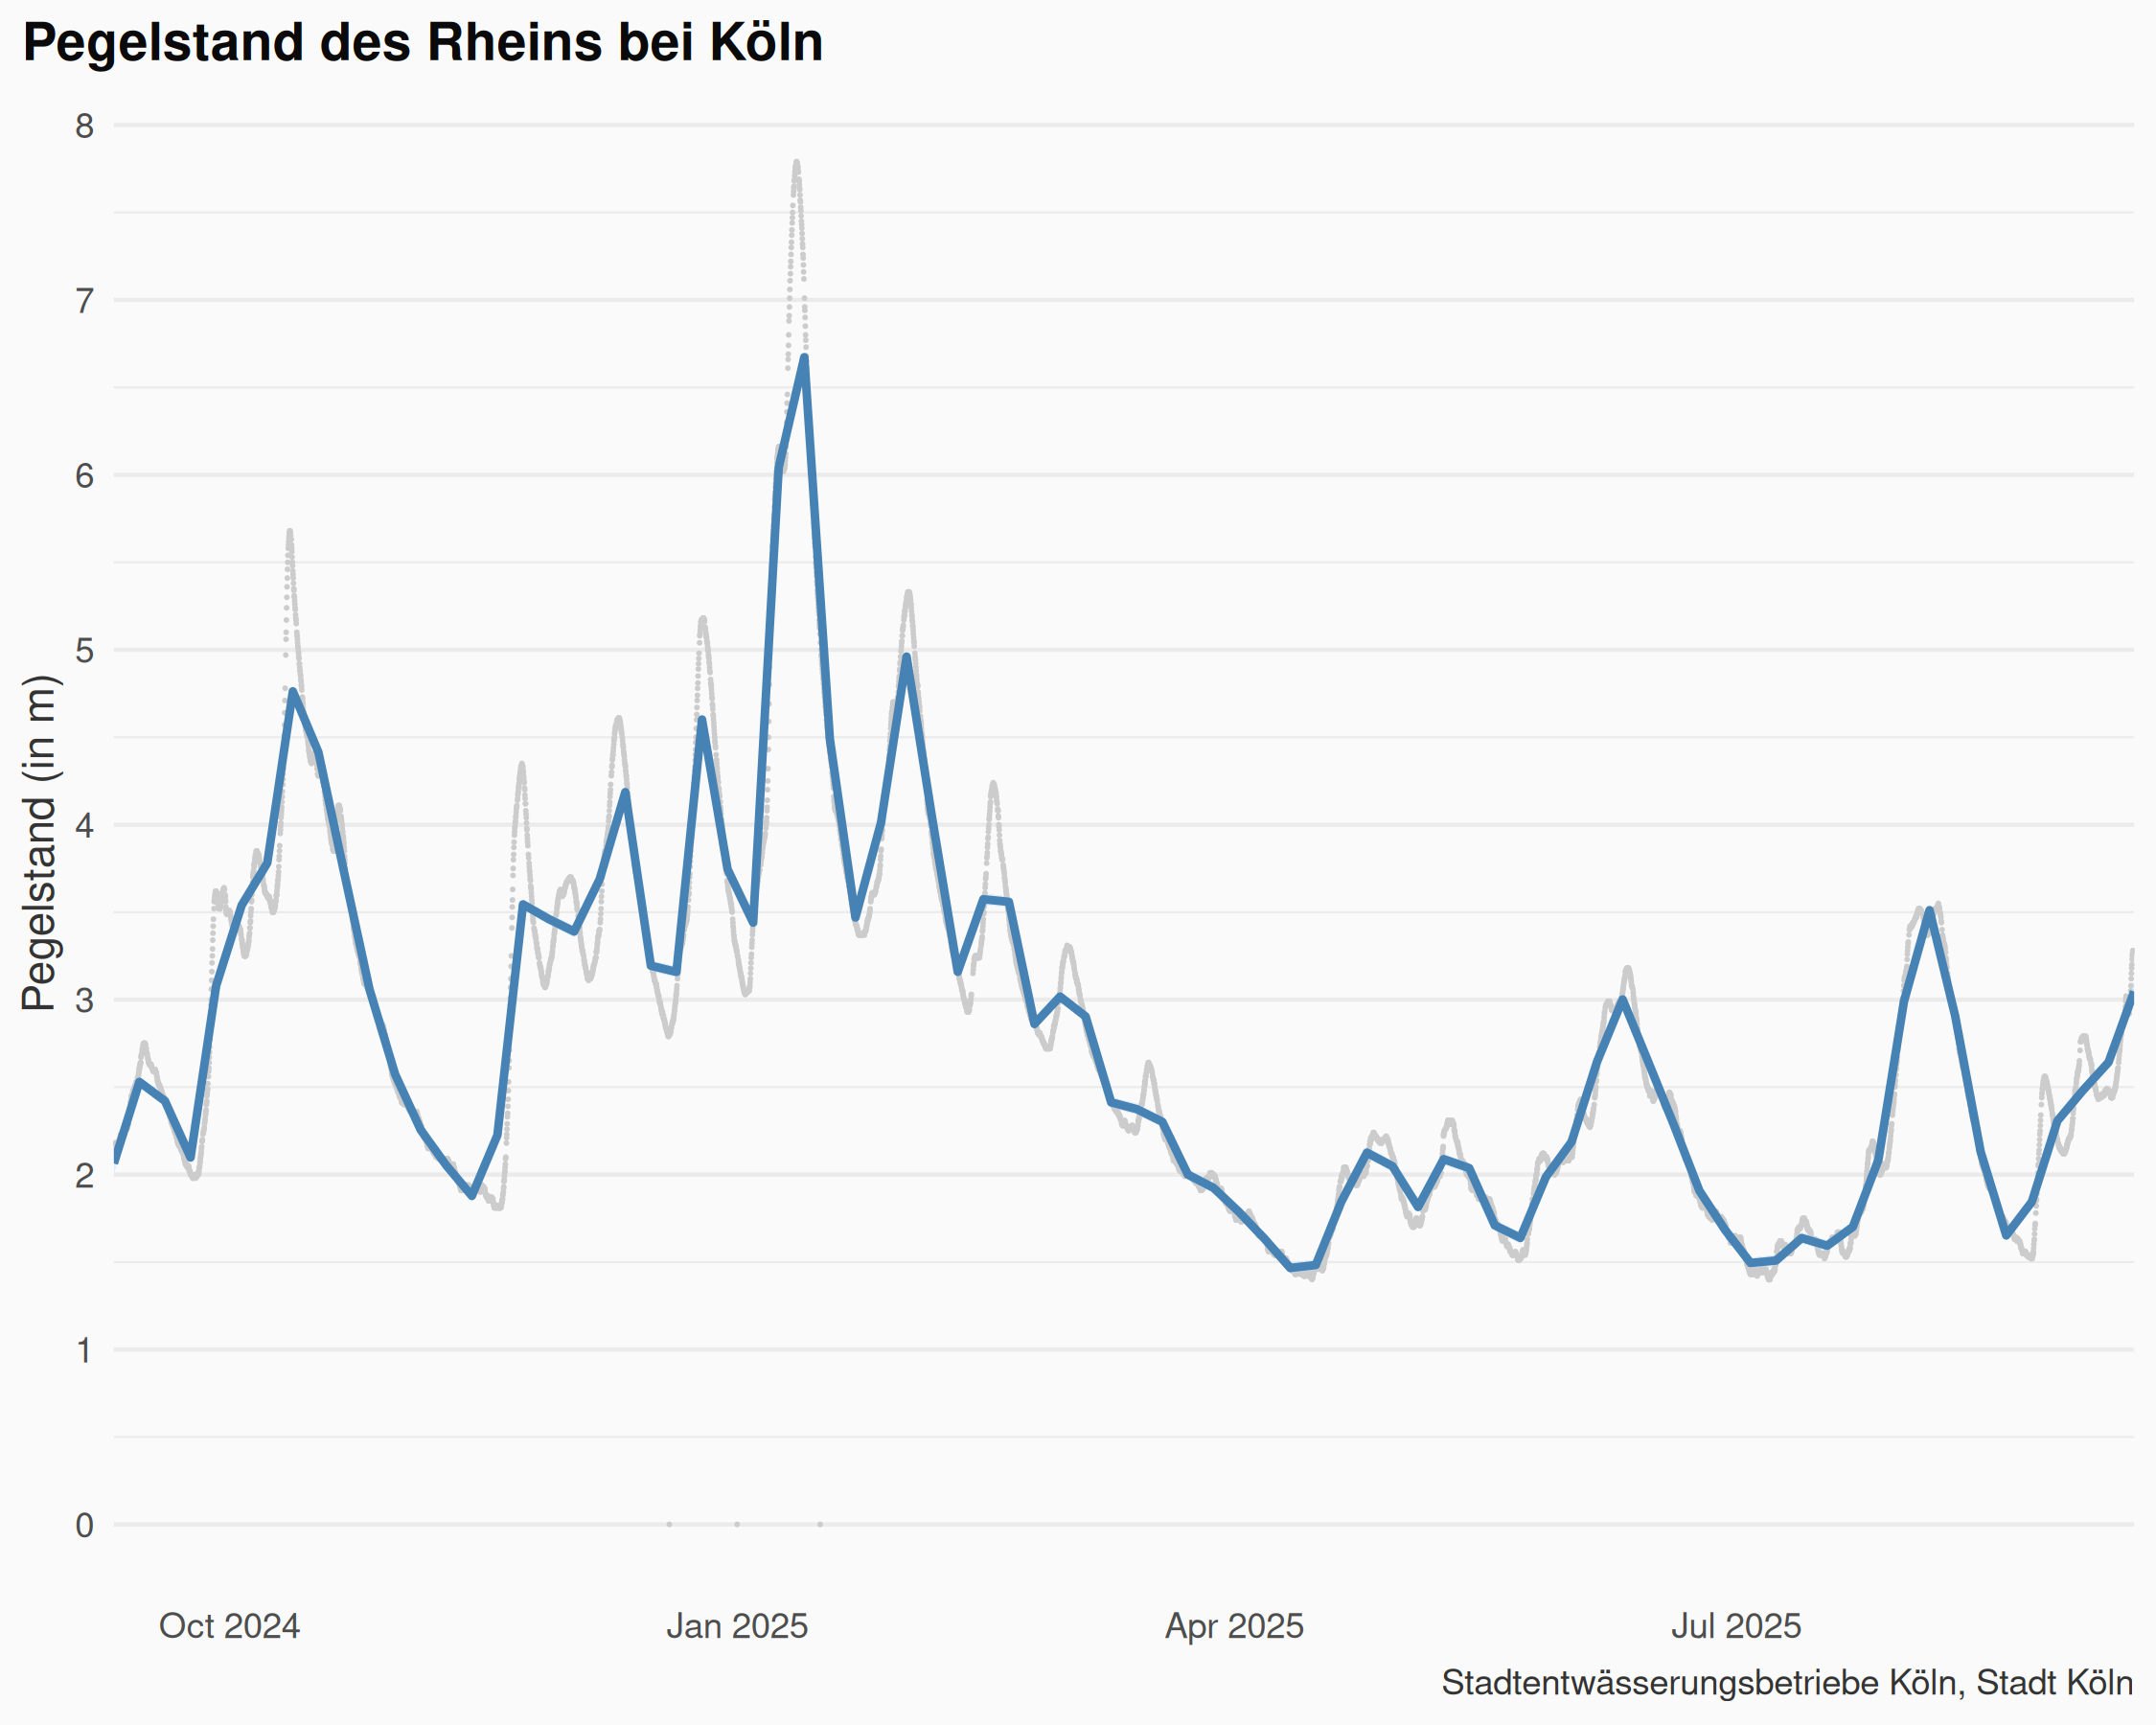 Pegelstand des Rheins bei Köln
Pegelstand (in m)
8
7
6
5
4
3
2
1
0
Oct 2024 Jan 2025 Apr 2025 Jul 2025
Stadtentwässerungsbetriebe Köln, Stadt Köln